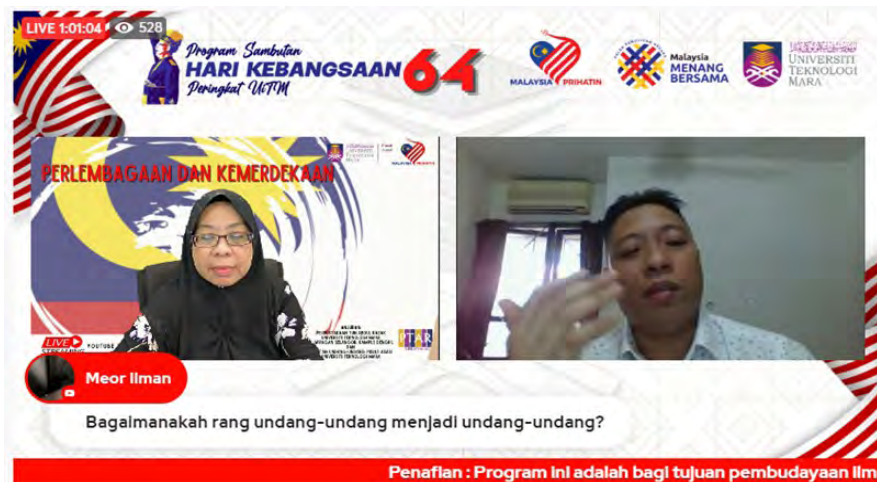 LIVE 1:01:04 528
Program Sambutan
HARI KEBANGSAAN 64
Peringkat UiTM
MALAYSIA PRIHATIN
Malaysia
MENANG
BERSAMA
UNIVERSITI
TEKNOLOGI
MARA
PERLEMBAGAAN DAN KEMERDEKAAN
LIVE
YOUTUBE
PTAR
Meor Ilman
Bagaimanakah rang undang-undang menjadi undang-undang?
Penafian : Program ini adalah bagi tujuan pembudayaan ilm